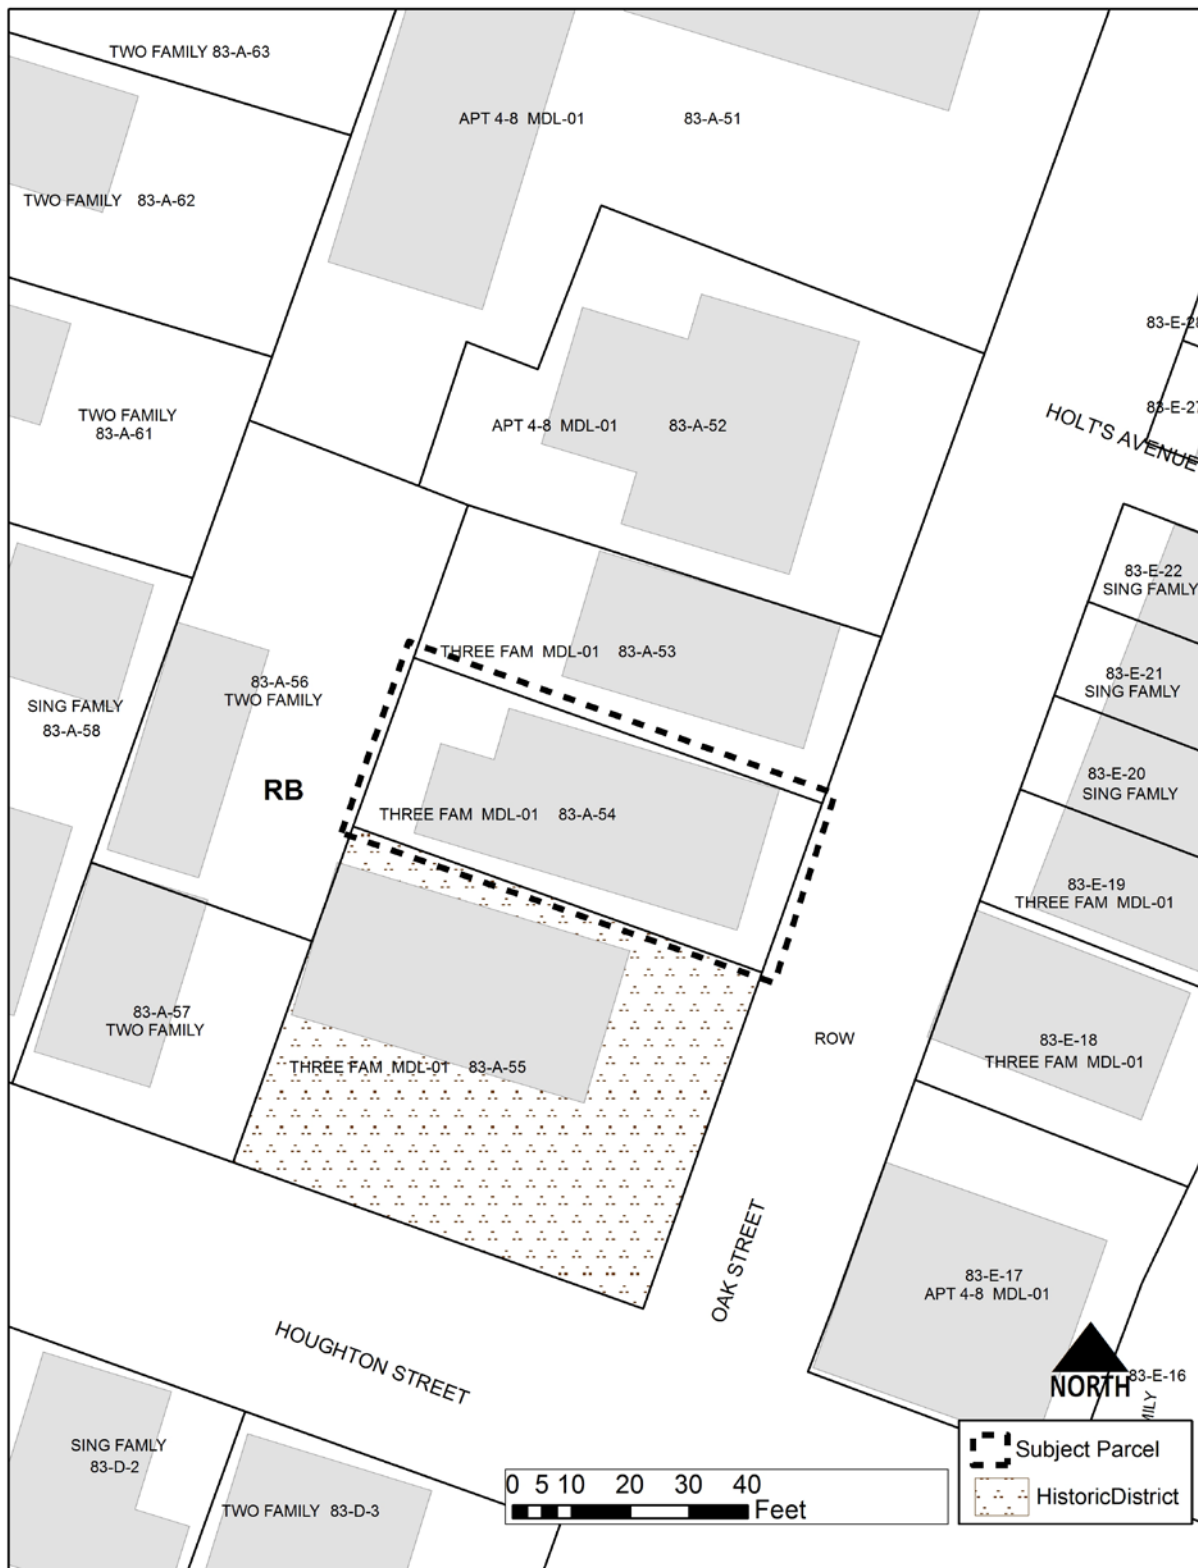 TWO FAMILY 83-A-63
APT 4-8 MDL-01 83-A-51
TWO FAMILY 83-A-62
83-E-28
83-E-27
HOLT'S AVENUE
TWO FAMILY
83-A-61
APT 4-8 MDL-01 83-A-52
83-E-22
SING FAMLY
THREE FAM MDL-01 83-A-53
83-E-21
SING FAMLY
83-A-56
TWO FAMILY
SING FAMLY
83-A-58
RB
83-E-20
SING FAMLY
THREE FAM MDL-01 83-A-54
83-E-19
THREE FAM MDL-01
83-A-57
TWO FAMILY
ROW
83-E-18
THREE FAM MDL-01
THREE FAM MDL-01 83-A-55
OAK STREET
83-E-17
APT 4-8 MDL-01
HOUGHTON STREET
NORTH
83-E-16
MILY
SING FAMLY
83-D-2
TWO FAMILY 83-D-3
0 5 10 20 30 40
Feet
Subject Parcel
HistoricDistrict